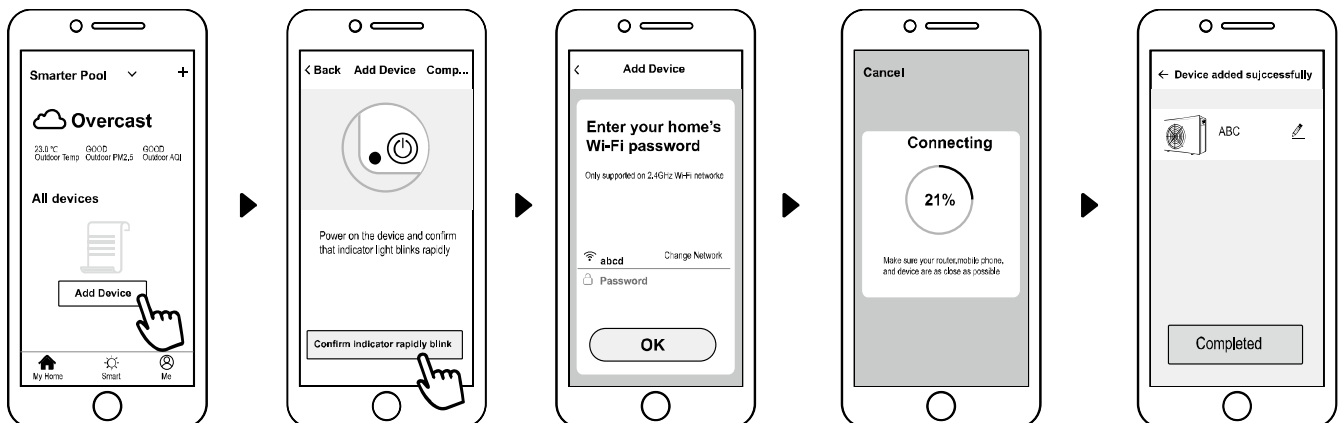 Smarter Pool +
Overcast
23.0 °C GOOD GOOD
Outdoor Temp Outdoor PM2.5 Outdoor AQI
All devices
Add Device
My Home Smart Me
< Back Add Device Comp...
Power on the device and confirm
that indicator light blinks rapidly
Confirm indicator rapidly blink
< Add Device
Enter your home's
Wi-Fi password
Only supported on 2.4GHz Wi-Fi networke
abcd Change Network
Password
OK
Cancel
Connecting
21%
Make sure your router,mobile phone,
and device are as close as possible
← Device added sujccessfully
ABC
Completed